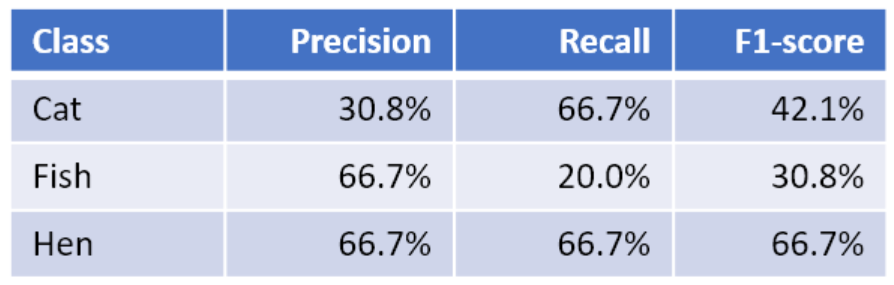 Class Precision Recall F1-score
Cat 30.8% 66.7% 42.1%
Fish 66.7% 20.0% 30.8%
Hen 66.7% 66.7% 66.7%